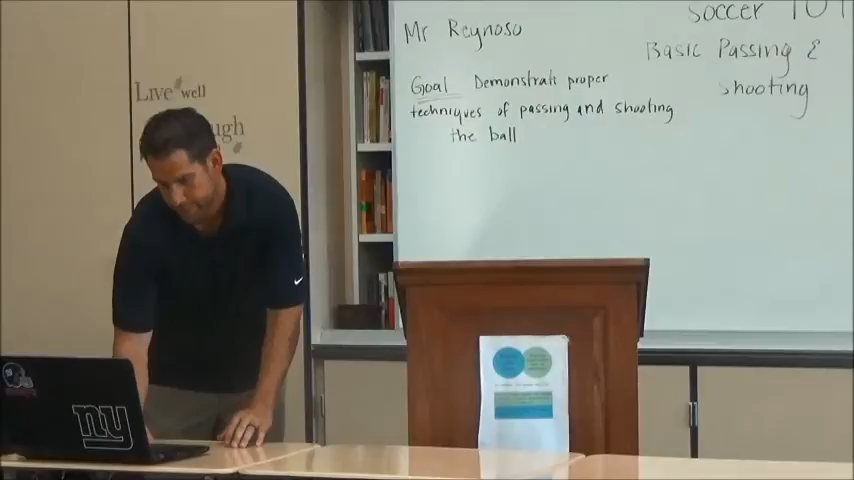 Soccer 101
Mr Reynoso
Basic Passing &
Shooting
Goal Demonstrate proper
techniques of passing and shooting
the ball
Live well
ny